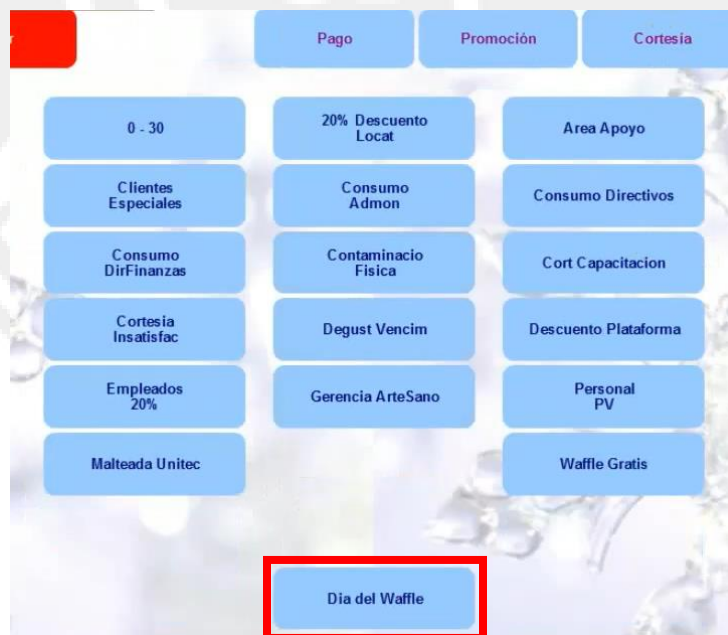 r
Pago
Promoción
Cortesía
0 - 30
20% Descuento
Locat
Area Apoyo
Clientes
Especiales
Consumo
Admon
Consumo Directivos
Consumo
DirFinanzas
Contaminacio
Fisica
Cort Capacitacion
Cortesia
Insatisfac
Degust Vencim
Descuento Plataforma
Empleados
20%
Gerencia ArteSano
Personal
PV
Malteada Unitec
Waffle Gratis
Dia del Waffle